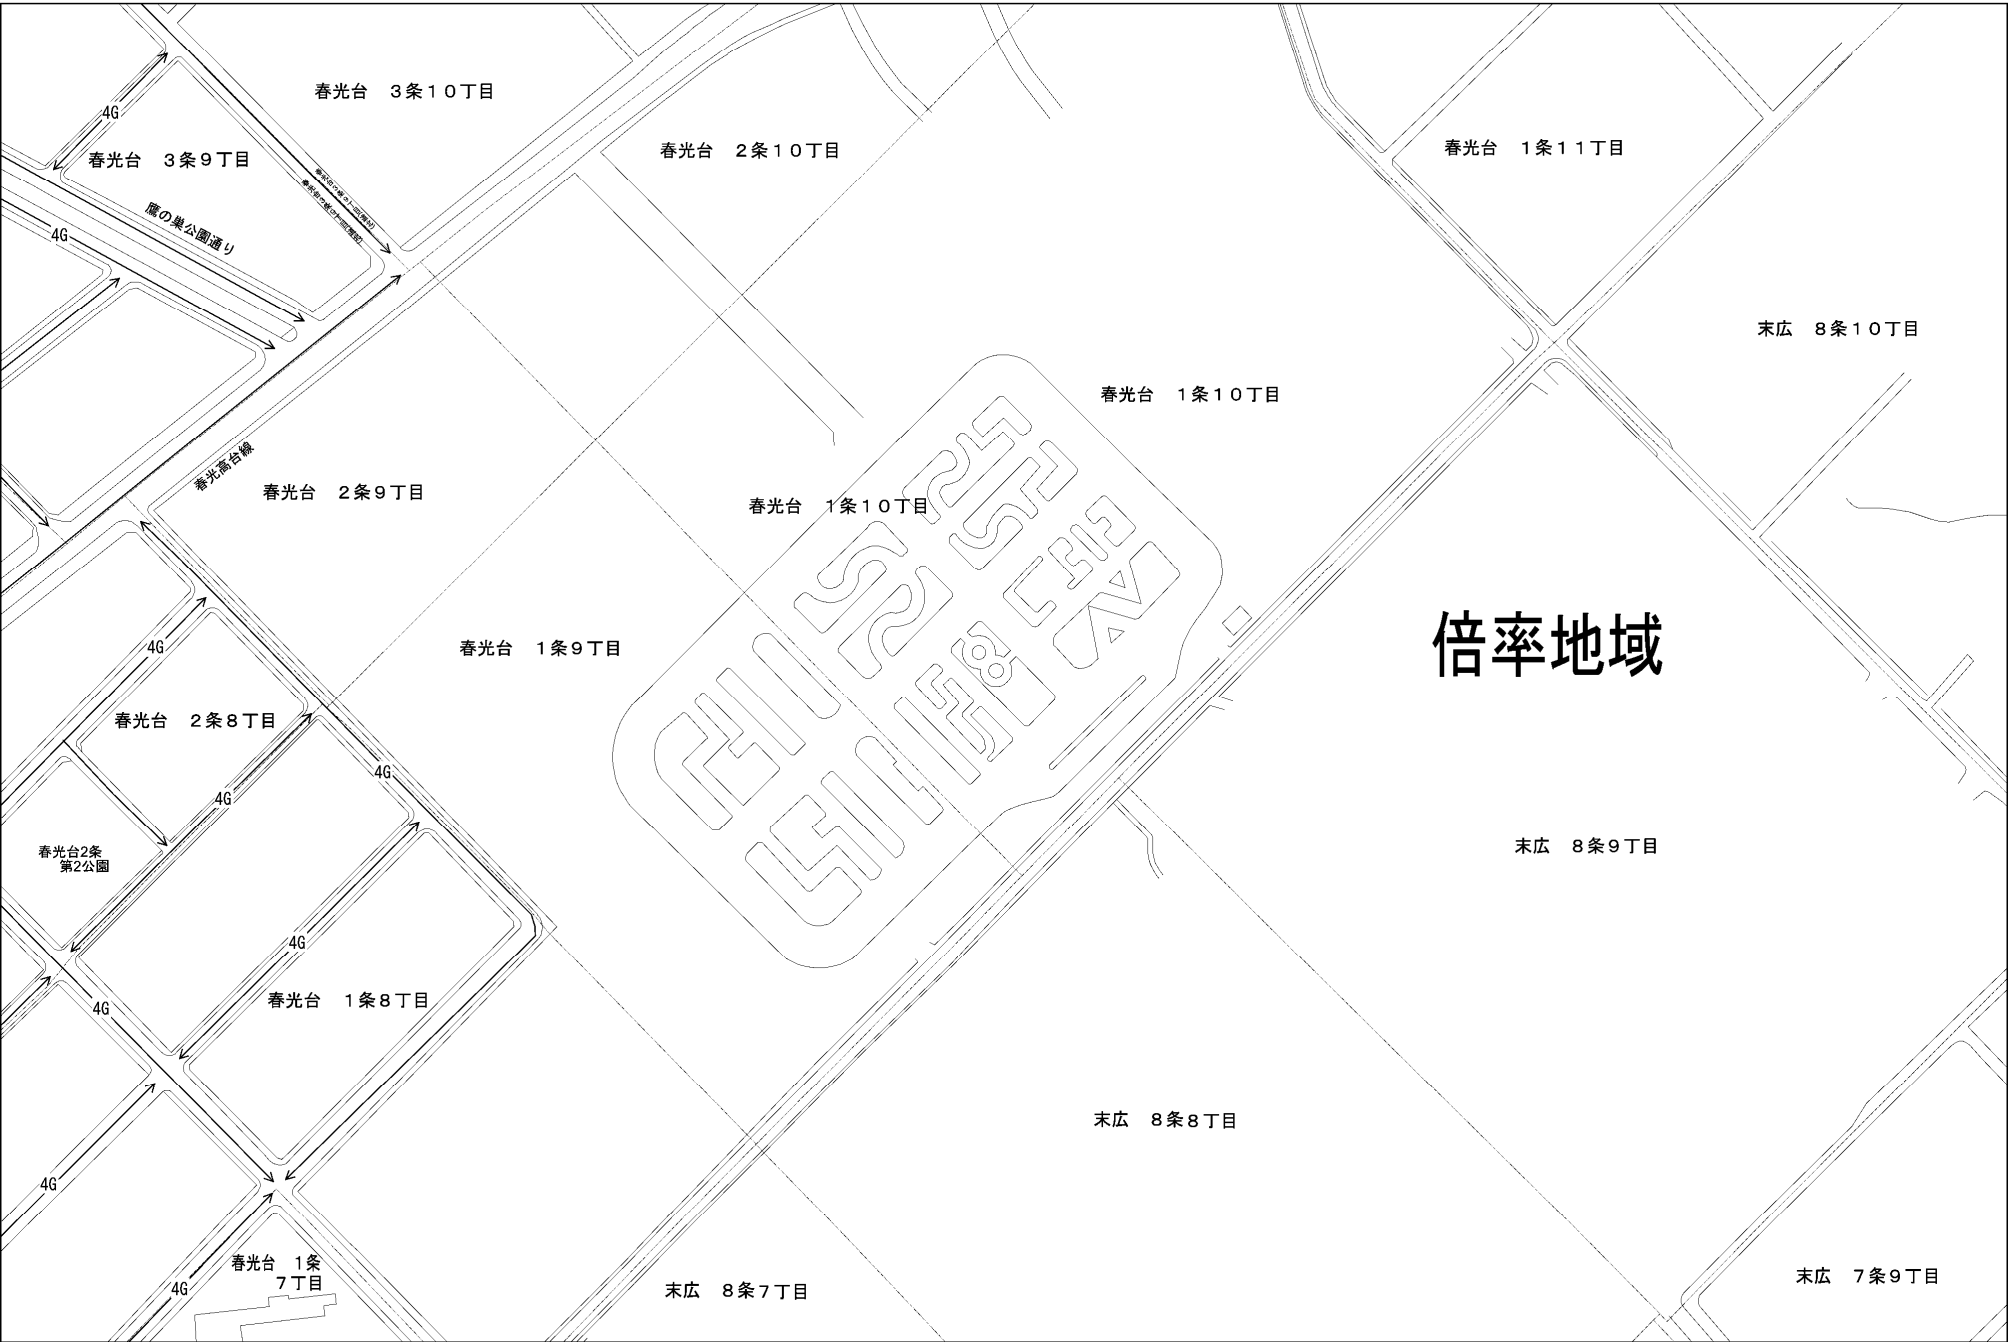 春光台　３条１０丁目
4G
春光台　２条１０丁目
春光台　１条１１丁目
春光台　３条９丁目
鷹の巣公園通り
4G
末広　８条１０丁目
春光台　１条１０丁目
春光高台線
春光台　２条９丁目
春光台　１条１０丁目
4G
春光台　１条９丁目
倍率地域
春光台　２条８丁目
4G
4G
春光台2条
第2公園
末広　８条９丁目
4G
春光台　１条８丁目
4G
末広　８条８丁目
4G
春光台　１条
７丁目
4G
末広　８条７丁目
末広　７条９丁目